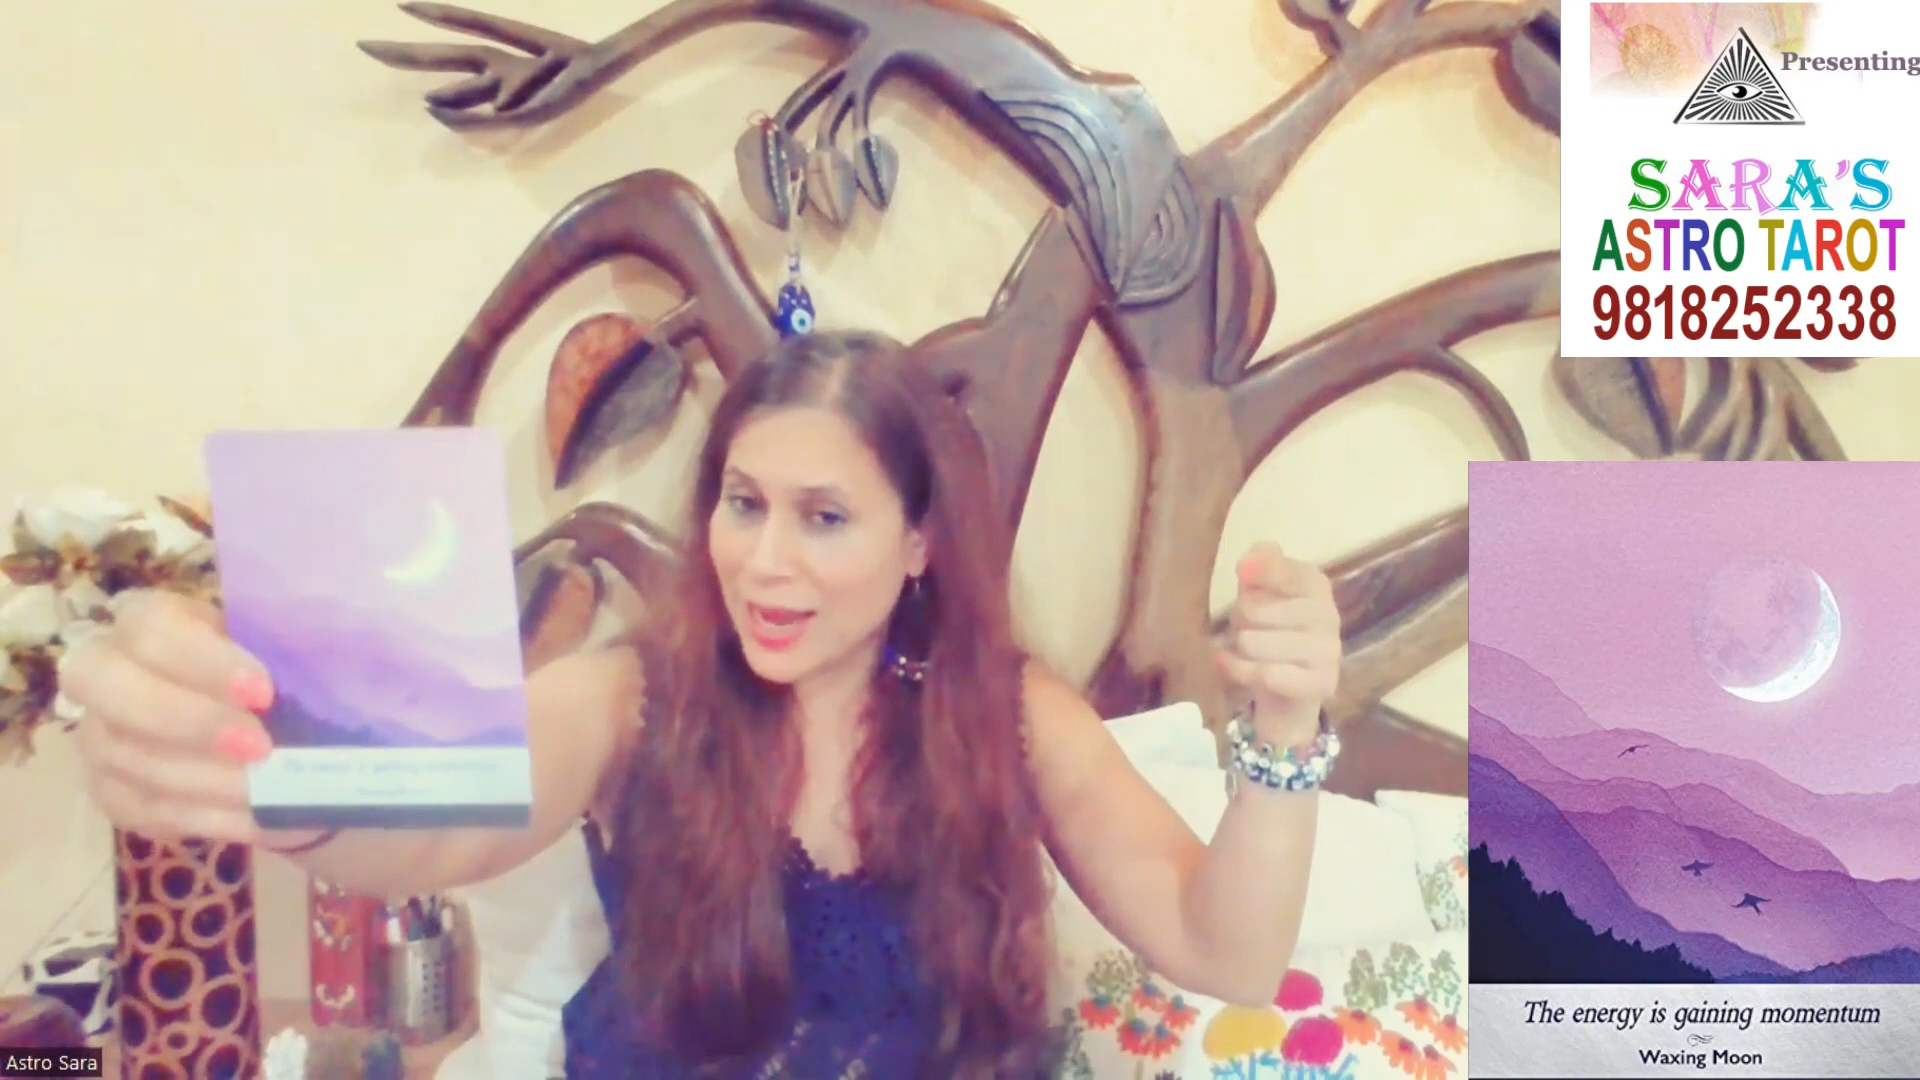 Presenting
SARA'S
ASTRO TAROT
9818252338
The energy is gaining momentum
Waxing Moon
Astro Sara